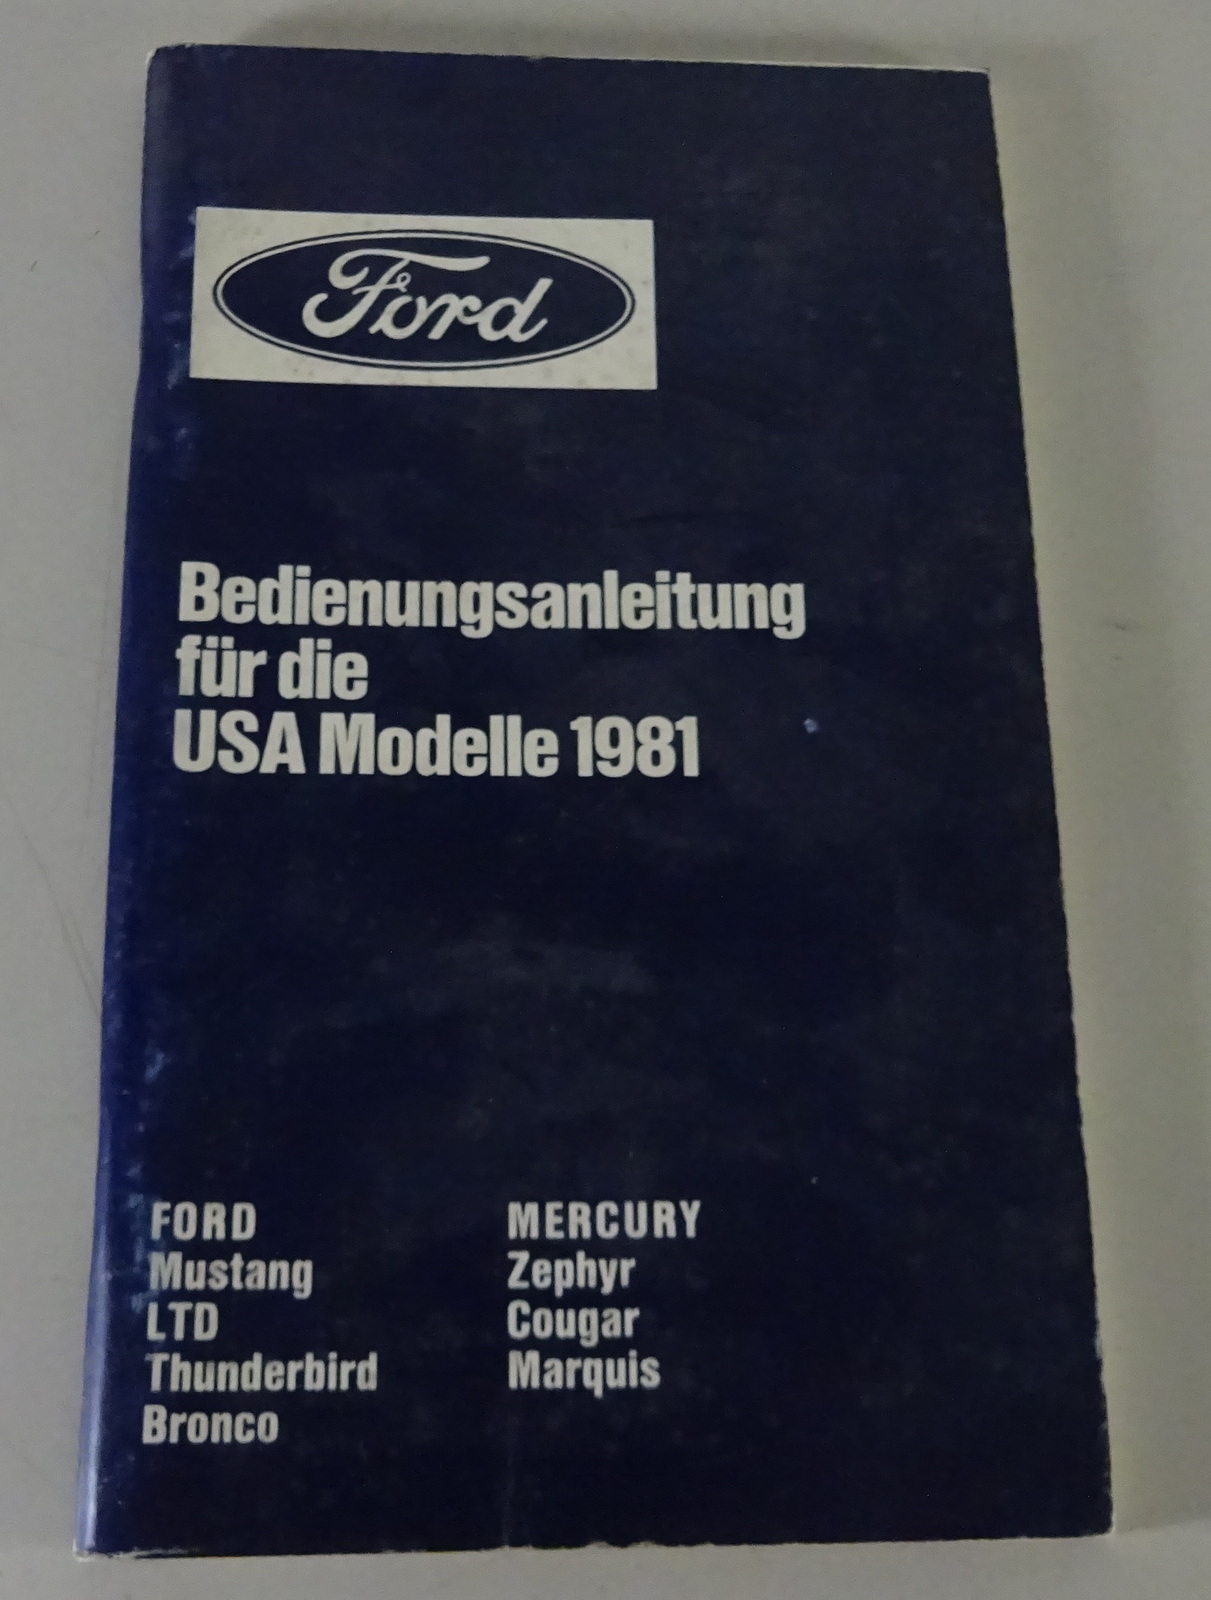 Ford
Bedienungsanleitung
für die
USA Modelle 1981
FORD
Mustang
LTD
Thunderbird
Bronco
MERCURY
Zephyr
Cougar
Marquis